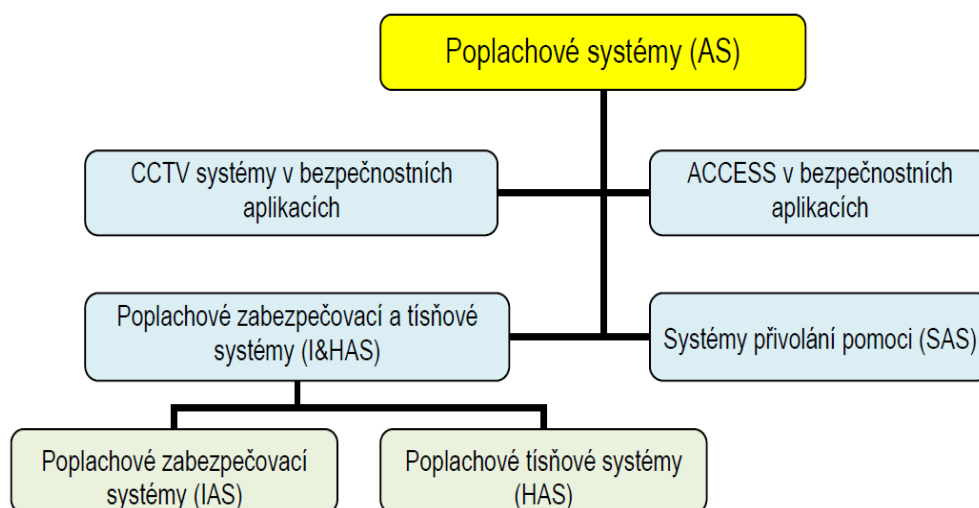 Poplachové systémy (AS)
CCTV systémy v bezpečnostních
aplikacích
ACCESS v bezpečnostních
aplikacích
Poplachové zabezpečovací a tísňové
systémy (I&HAS)
Systémy přivolání pomoci (SAS)
Poplachové zabezpečovací
systémy (IAS)
Poplachové tísňové systémy
(HAS)